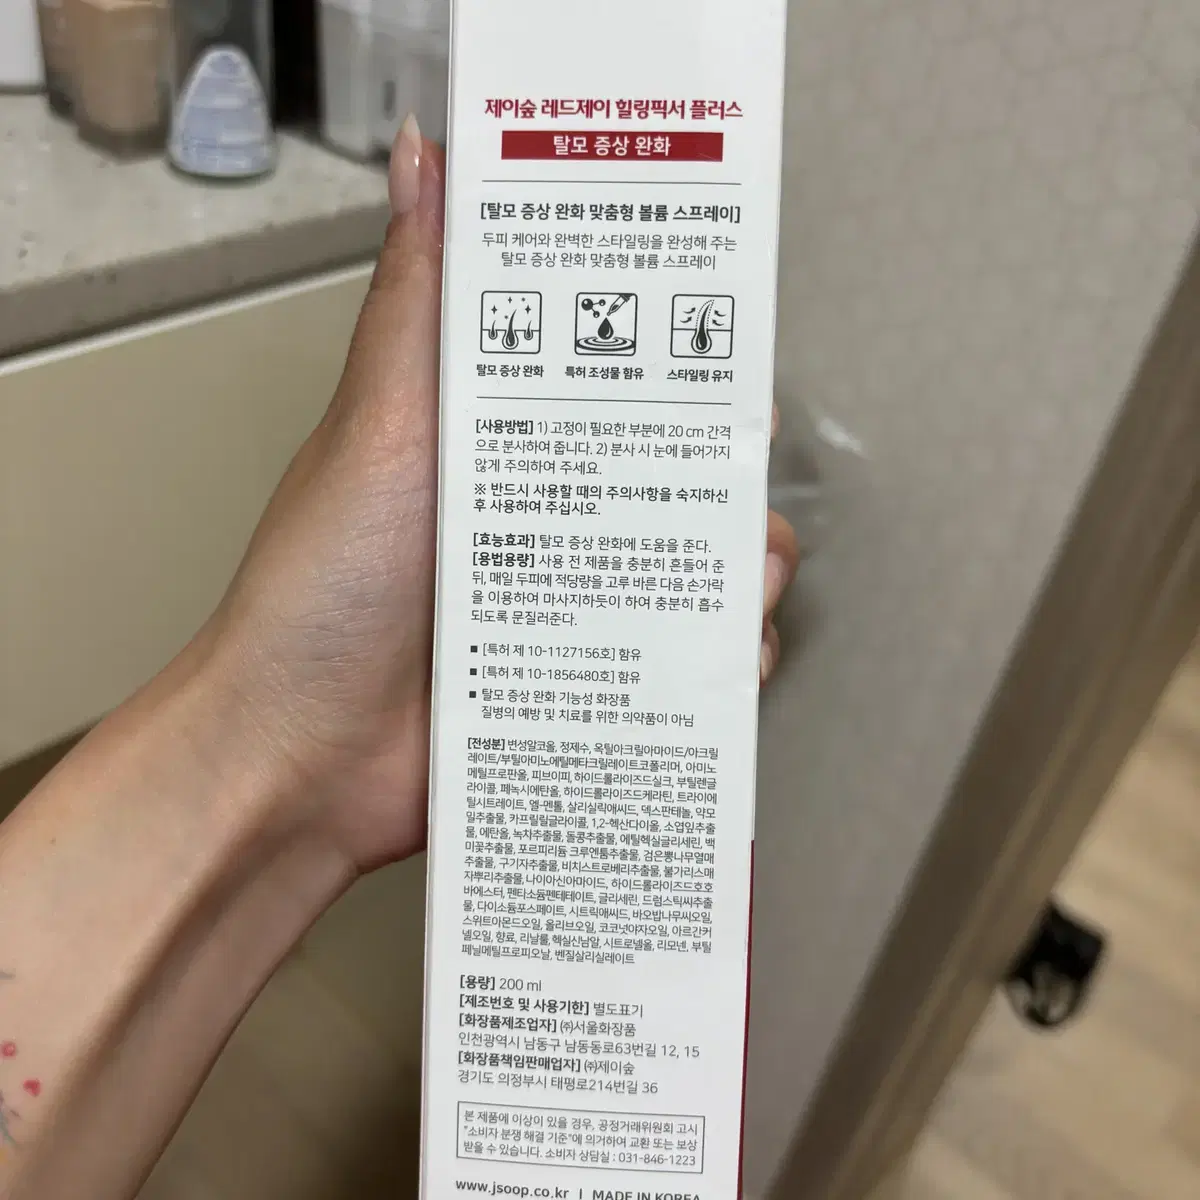 제이숲 레드제이 힐링픽서 플러스
탈모 증상 완화
[탈모 증상 완화 맞춤형 볼륨 스프레이]
두피 케어와 완벽한 스타일링을 완성해 주는
탈모 증상 완화 맞춤형 볼륨 스프레이
탈모 증상 완화 특허 조성물 함유 스타일링 유지
[사용방법] 1) 고정이 필요한 부분에 20 cm 간격
으로 분사하여 줍니다. 2) 분사 시 눈에 들어가지
않게 주의하여 주세요.
※ 반드시 사용할 때의 주의사항을 숙지하신
후 사용하여 주십시오.
[효능효과] 탈모 증상 완화에 도움을 준다.
[용법용량] 사용 전 제품을 충분히 흔들어 준
뒤, 매일 두피에 적당량을 고루 바른 다음 손가락
을 이용하여 마사지하듯이 하여 충분히 흡수
되도록 문질러준다.
■ [특허 제 10-1127156호] 함유
■ [특허 제 10-1856480호] 함유
■ 탈모 증상 완화 기능성 화장품
질병의 예방 및 치료를 위한 의약품이 아님
[전성분] 변성알코올, 정제수, 옥틸아크릴아마이드/아크릴
레이트/부틸아미노에틸메타크릴레이트코폴리머, 아미노
메틸프로판올, 피브이피, 하이드롤라이즈드실크, 부틸렌글
라이콜, 페녹시에탄올, 하이드롤라이즈드케라틴, 트라이에
틸시트레이트, 엘-멘톨, 살리실릭애씨드, 덱스판테놀, 약모
밀추출물, 카프릴릴글라이콜, 1,2-헥산다이올, 소엽잎추출
물, 에탄올, 녹차추출물, 돌콩추출물, 에틸헥실글리세린, 백
미꽃추출물, 포르피리듐 크루엔툼추출물, 검은뽕나무열매
추출물, 구기자추출물, 비치스트로베리추출물, 불가리스매
자뿌리추출물, 나이아신아마이드, 하이드롤라이즈드호호
바에스터, 펜타소듐펜테테이트, 글리세린, 드럼스틱씨추출
물, 다이소듐포스페이트, 시트릭애씨드, 바오밥나무씨오일,
스위트아몬드오일, 올리브오일, 코코넛야자오일, 아르간커
넬오일, 향료, 리날룰, 헥실신남알, 시트로넬올, 리모넨, 부틸
페닐메틸프로피오날, 벤질살리실레이트
[용량] 200 ml
[제조번호 및 사용기한] 별도표기
[화장품제조업자] ㈜서울화장품
인천광역시 남동구 남동동로63번길 12, 15
[화장품책임판매업자] ㈜제이숲
경기도 의정부시 태평로214번길 36
본 제품에 이상이 있을 경우, 공정거래위원회 고시
"소비자 분쟁 해결 기준"에 의거하여 교환 또는 보상
받을 수 있습니다. 소비자 상담실 : 031-846-1223
www.jsoop.co.kr | MADE IN KOREA